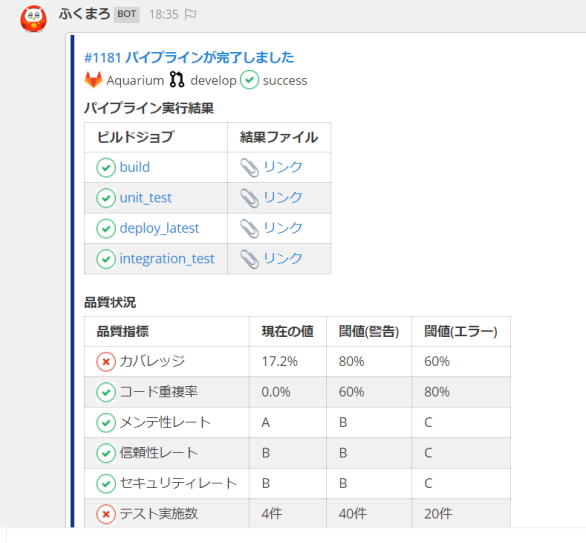 ふくまろ BOT 18:35
#1181 パイプラインが完了しました
Aquarium develop success
パイプライン実行結果
ビルドジョブ 結果ファイル
build リンク
unit_test リンク
deploy_latest リンク
integration_test リンク
品質状況
品質指標 現在の値 閾値(警告) 閾値(エラー)
カバレッジ 17.2% 80% 60%
コード重複率 0.0% 60% 80%
メンテ性レート A B C
信頼性レート B B C
セキュリティレート B B C
テスト実施数 4件 40件 20件